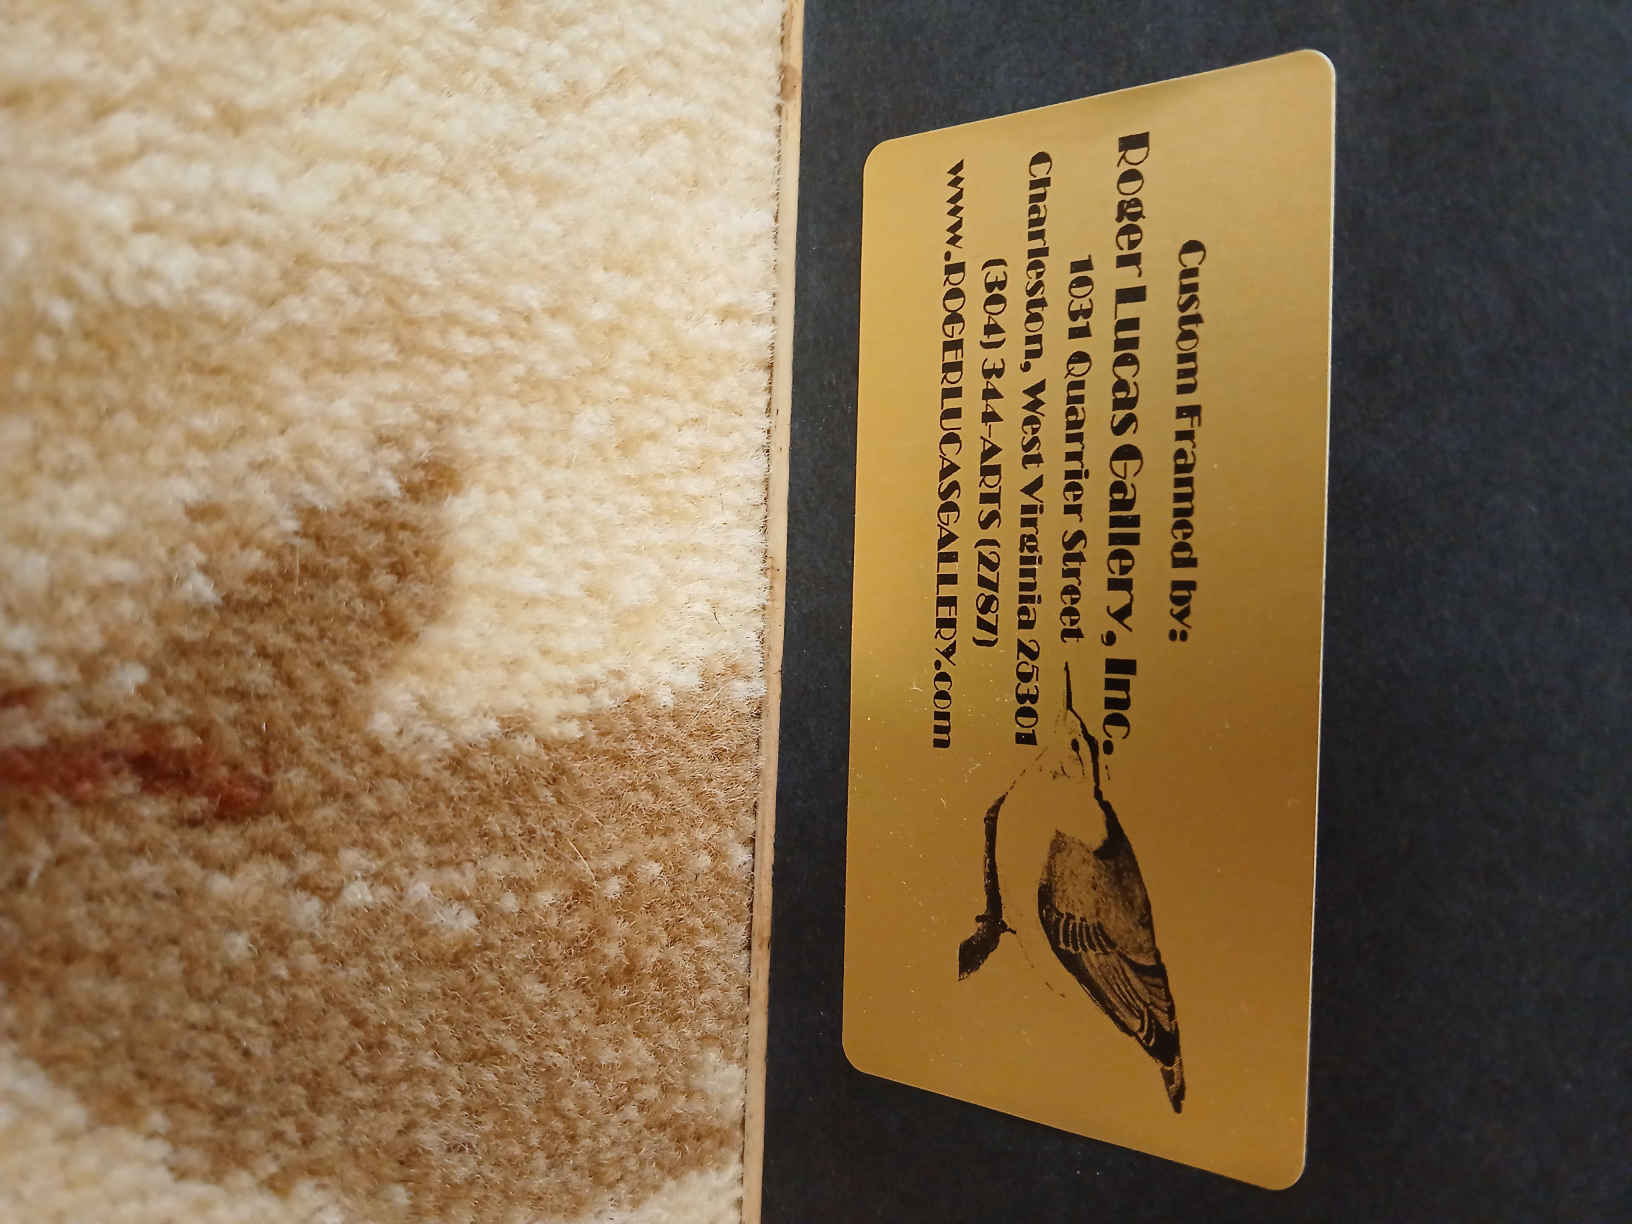 Custom Framed by:
Roger Lucas Gallery, Inc.
1031 Quarrier Street
Charleston, West Virginia 25301
(304) 344-ARTS (2787)
www.ROGERLUCASGALLERY.com